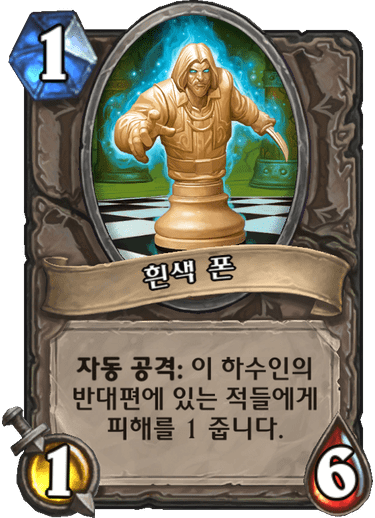 1
흰색 폰
자동 공격: 이 하수인의
반대편에 있는 적들에게
피해를 1 줍니다.
1
6